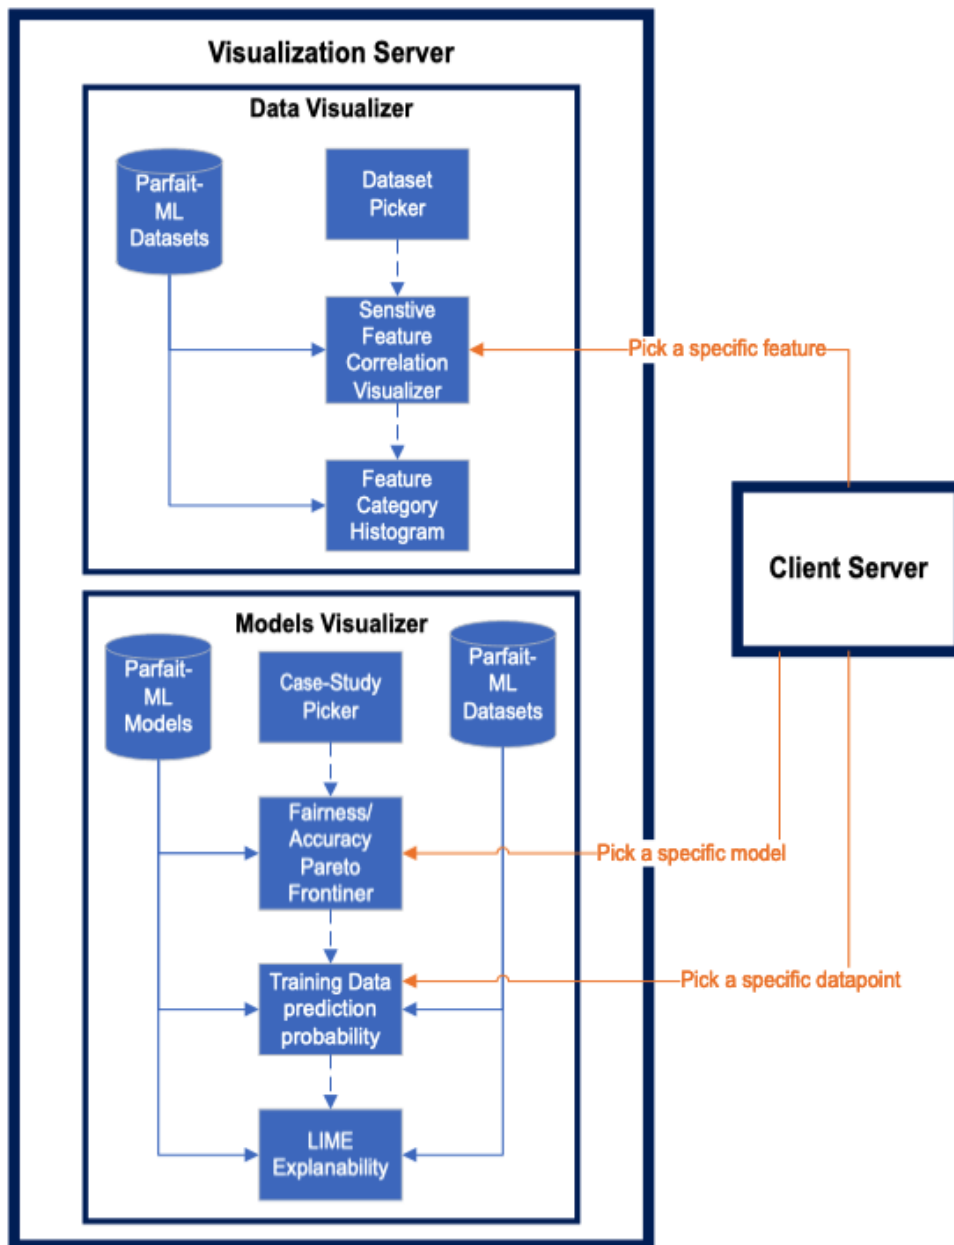 Visualization Server
Data Visualizer
Parfait-
ML
Datasets
Dataset
Picker
Senstive
Feature
Correlation
Visualizer
Pick a specific feature
Feature
Category
Histogram
Client Server
Models Visualizer
Parfait-
ML
Models
Case-Study
Picker
Parfait-
ML
Datasets
Fairness/
Accuracy
Pareto
Frontiner
Pick a specific model
Training Data
prediction
probability
Pick a specific datapoint
LIME
Explanability